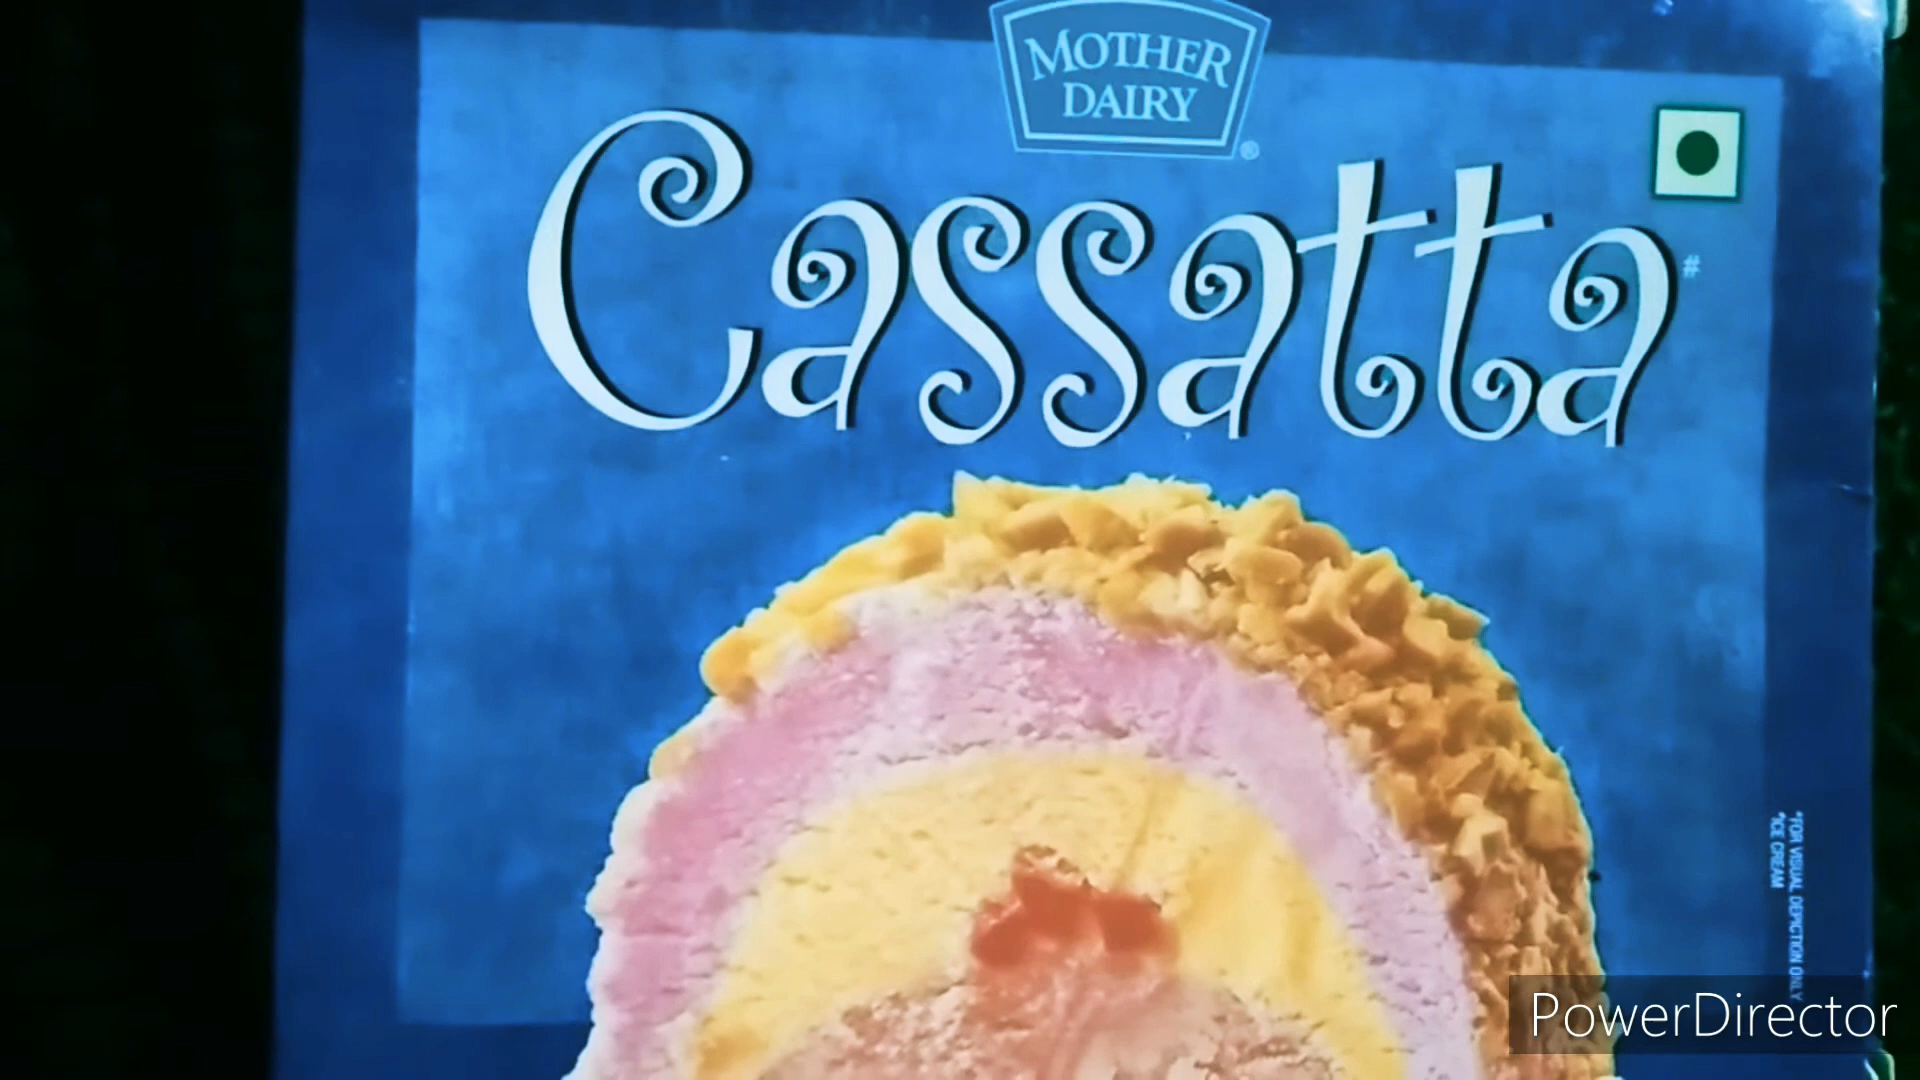 MOTHER
DAIRY
®
Cassatta#
*FOR VISUAL DEPICTION ONLY
#ICE CREAM
PowerDirector